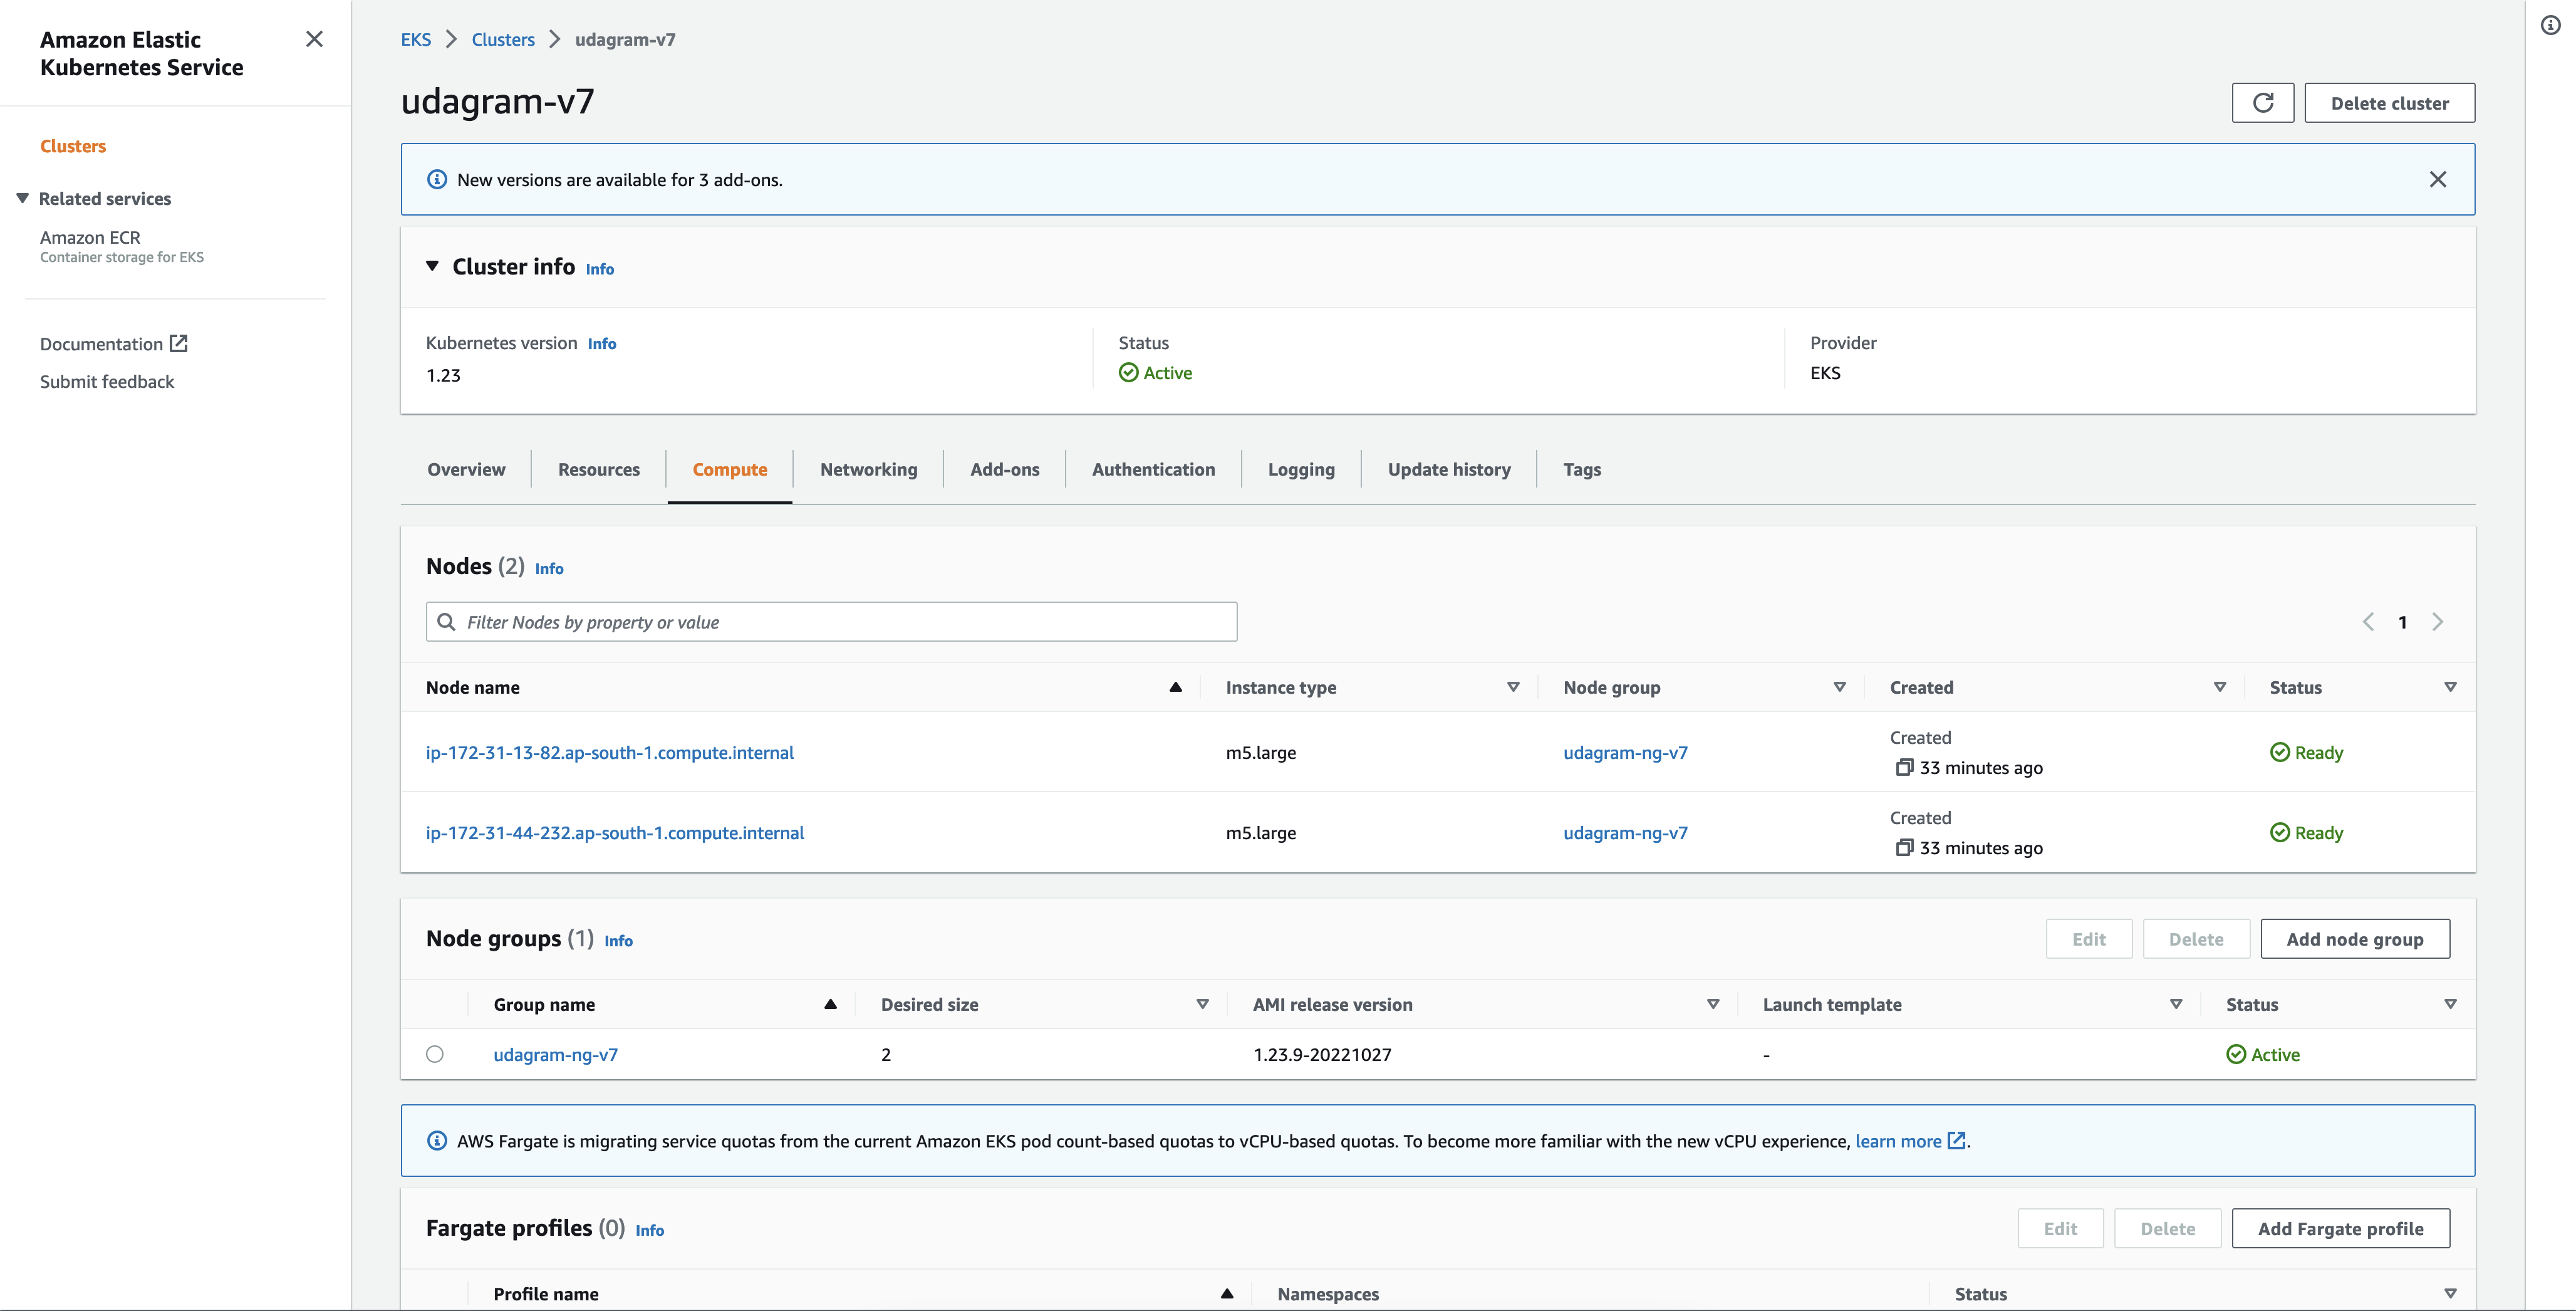 Amazon Elastic
Kubernetes Service
Clusters
Related services
Amazon ECR
Container storage for EKS
Documentation
Submit feedback
EKS Clusters udagram-v7
udagram-v7
Delete cluster
New versions are available for 3 add-ons.
Cluster info Info
Kubernetes version Info Status Provider
1.23 Active EKS
Overview Resources Compute Networking Add-ons Authentication Logging Update history Tags
Nodes (2) Info
Filter Nodes by property or value 1
Node name Instance type Node group Created Status
ip-172-31-13-82.ap-south-1.compute.internal m5.large udagram-ng-v7 Created 33 minutes ago Ready
ip-172-31-44-232.ap-south-1.compute.internal m5.large udagram-ng-v7 Created 33 minutes ago Ready
Node groups (1) Info Edit Delete Add node group
Group name Desired size AMI release version Launch template Status
udagram-ng-v7 2 1.23.9-20221027 - Active
AWS Fargate is migrating service quotas from the current Amazon EKS pod count-based quotas to vCPU-based quotas. To become more familiar with the new vCPU experience, learn more.
Fargate profiles (0) Info Edit Delete Add Fargate profile
Profile name Namespaces Status